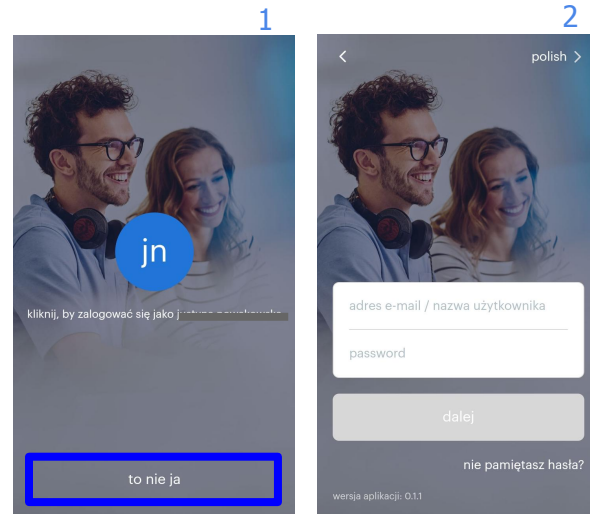 1
jn
kliknij, by zalogować się jako
to nie ja
2
polish
adres e-mail / nazwa użytkownika
password
dalej
nie pamiętasz hasła?
wersja aplikacji: 0.1.1